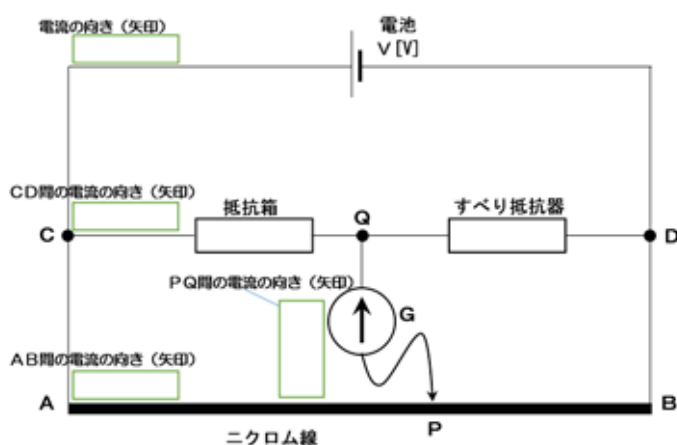 電流の向き（矢印）
電池
V [V]
CD間の電流の向き（矢印）
抵抗箱
Q
すべり抵抗器
C
D
PQ間の電流の向き（矢印）
G
AB間の電流の向き（矢印）
A
B
ニクロム線
P